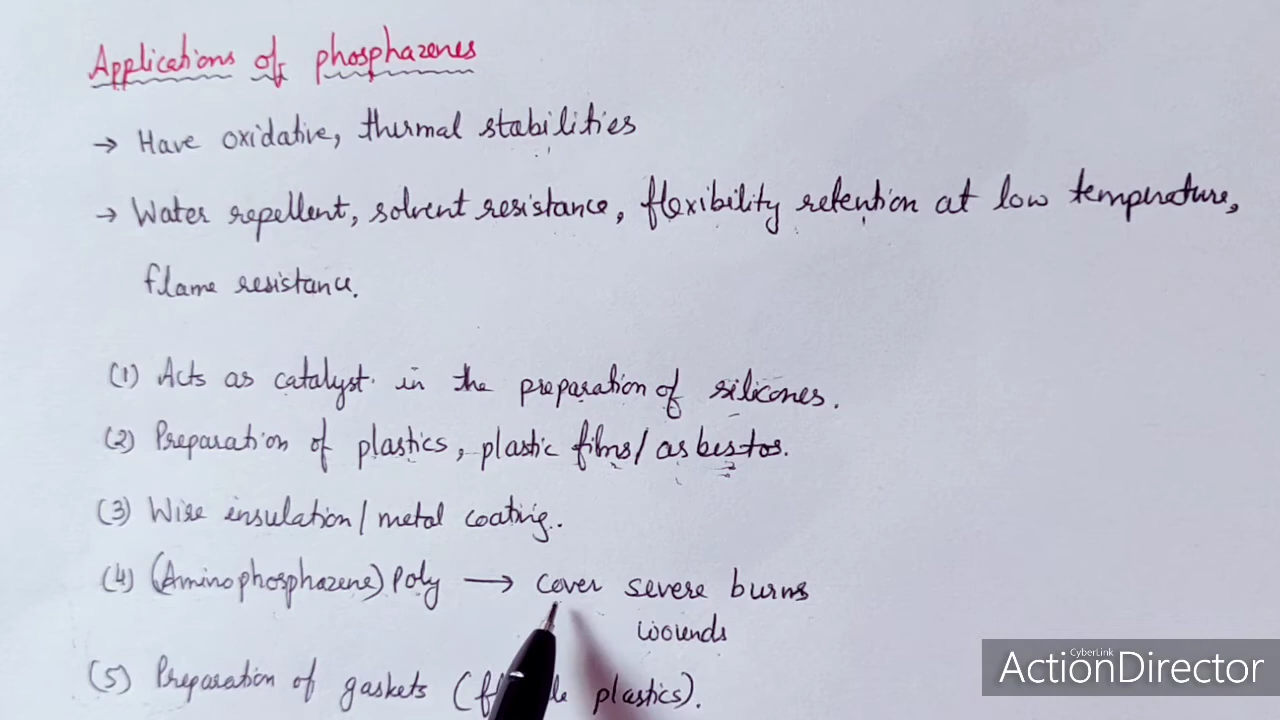 Applications of phosphazenes
→ Have oxidative, thermal stabilities
→ Water repellent, solvent resistance, flexibility retention at low temperature,
flame resistance.
(1) Acts as catalyst in the preparation of silicones.
(2) Preparation of plastics, plastic films/asbestos.
(3) Wire insulation/metal coating.
(4) (Aminophosphazene) Poly → cover severe burns
wounds
(5) Preparation of gaskets ( plastics).
CyberLink
ActionDirector